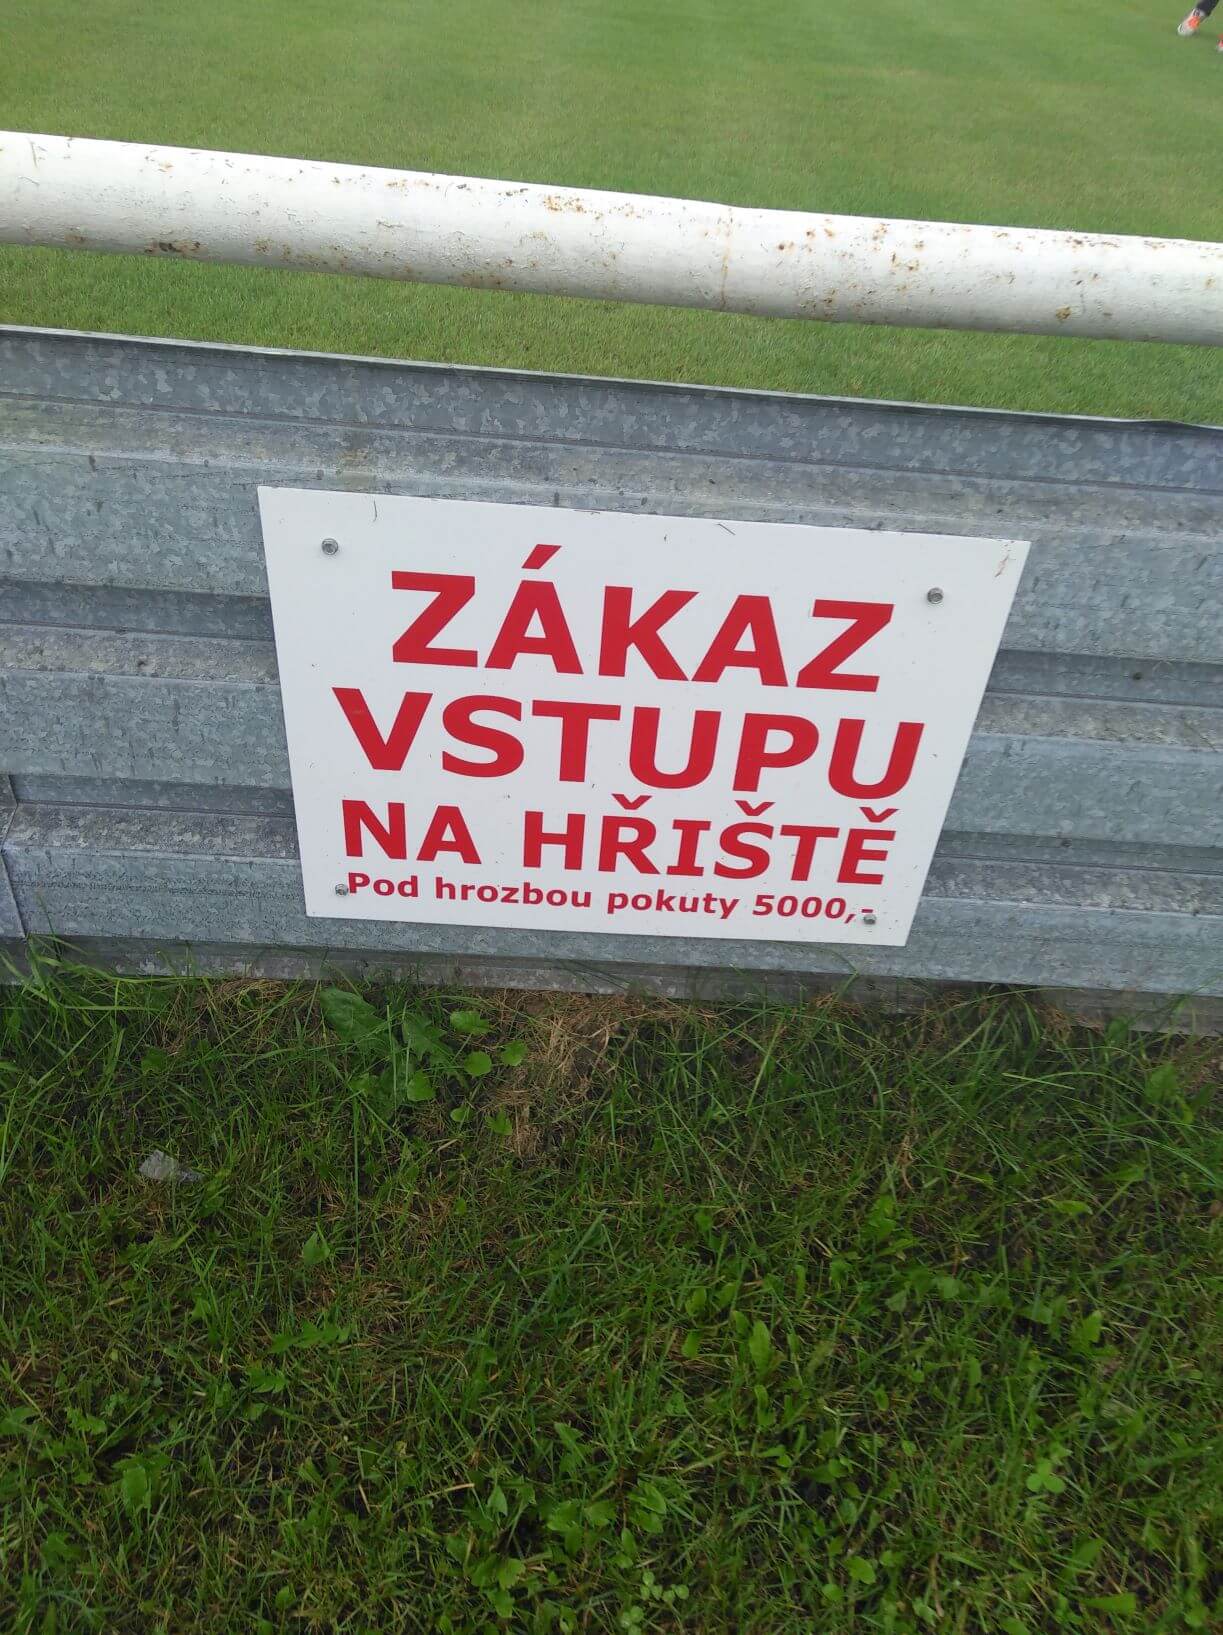 ZÁKAZ
VSTUPU
NA HŘIŠTĚ
Pod hrozbou pokuty 5000,-